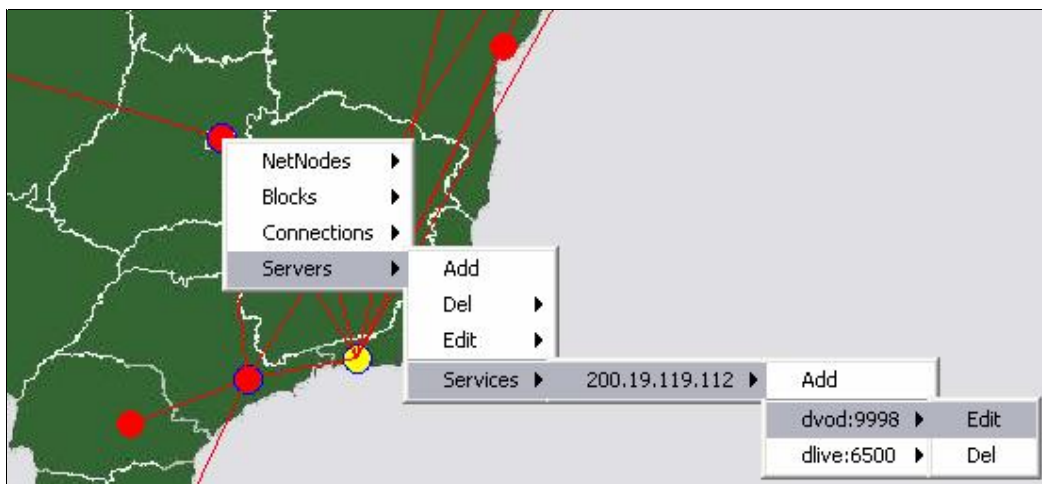 NetNodes
Blocks
Connections
Servers
Add
Del
Edit
Services
200.19.119.112
Add
dvod:9998
dlive:6500
Edit
Del